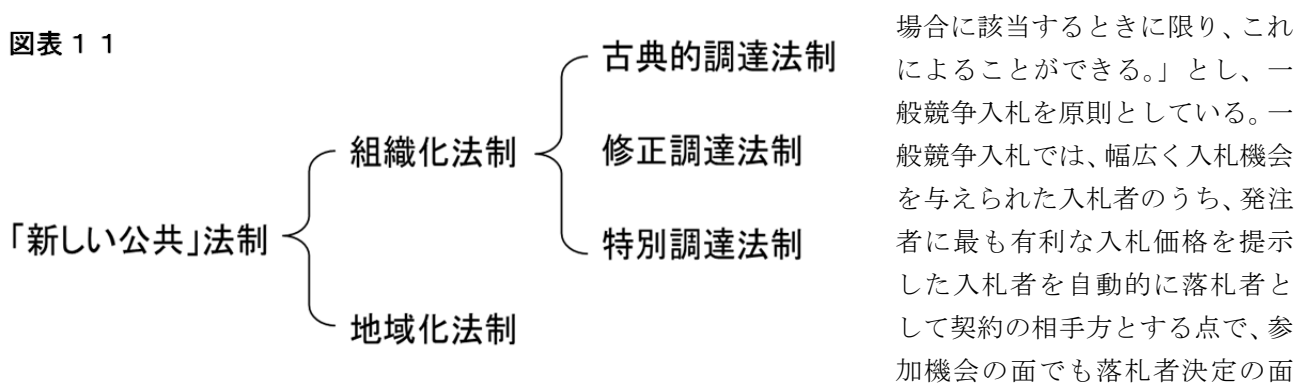 図表11
古典的調達法制
組織化法制
修正調達法制
「新しい公共」法制
特別調達法制
地域化法制
場合に該当するときに限り、これ
によることができる。」とし、一
般競争入札を原則としている。一
般競争入札では、幅広く入札機会
を与えられた入札者のうち、発注
者に最も有利な入札価格を提示
した入札者を自動的に落札者と
して契約の相手方とする点で、参
加機会の面でも落札者決定の面